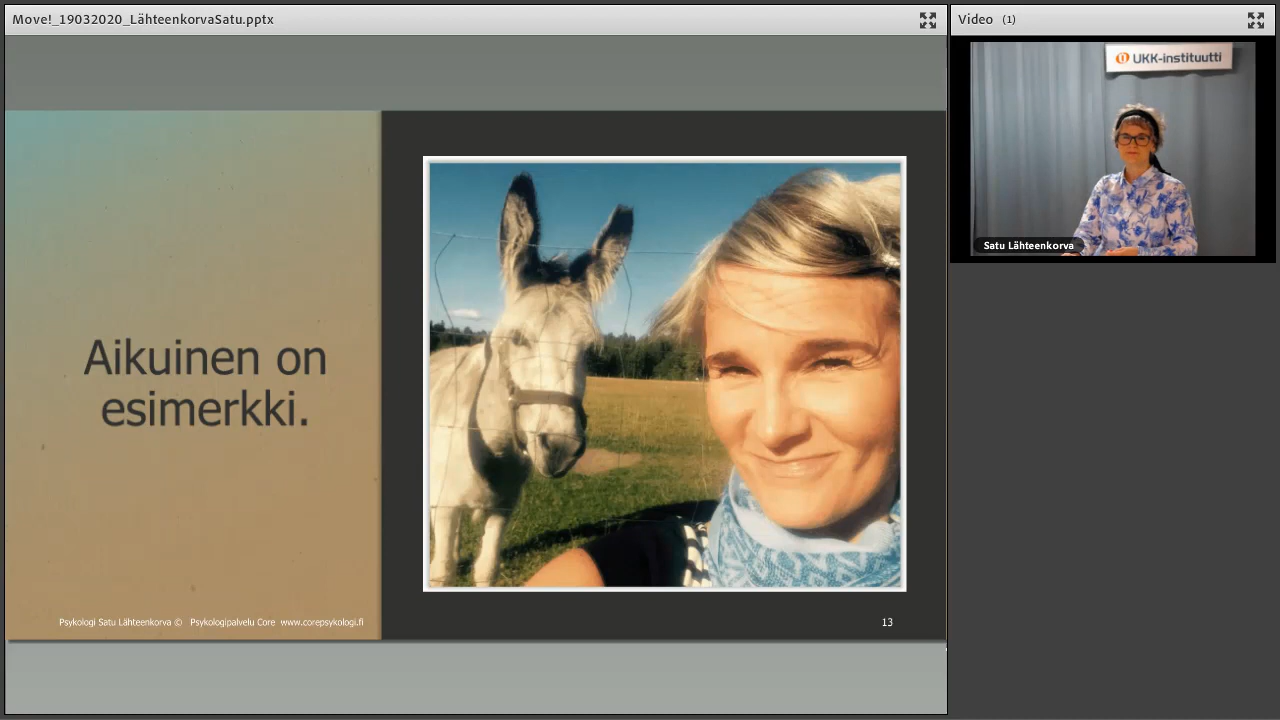 Move!_19032020_LähteenkorvaSatu.pptx
Video (1)
UKK-instituutti
Satu Lähteenkorva
Aikuinen on
esimerkki.
Psykologi Satu Lähteenkorva © Psykologipalvelu Core www.corepsykologi.fi
13